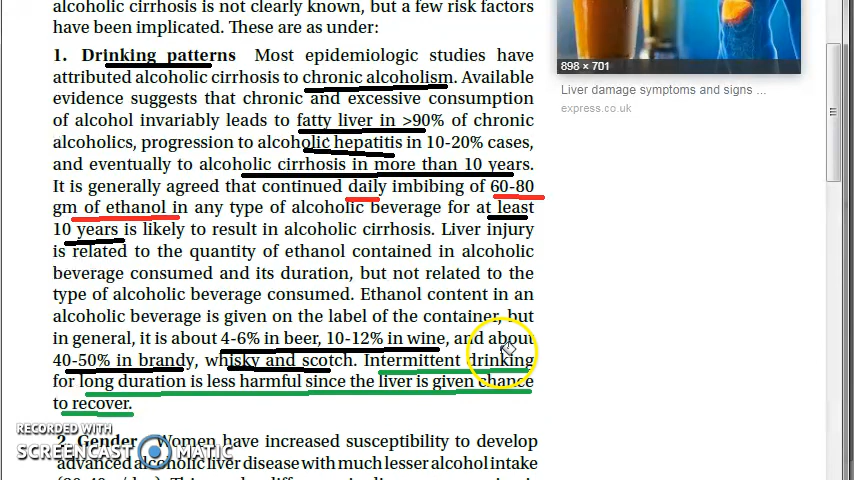 alcoholic cirrhosis is not clearly known, but a few risk factors
have been implicated. These are as under:
1. Drinking patterns Most epidemiologic studies have
attributed alcoholic cirrhosis to chronic alcoholism. Available
evidence suggests that chronic and excessive consumption
of alcohol invariably leads to fatty liver in >90% of chronic
alcoholics, progression to alcoholic hepatitis in 10-20% cases,
and eventually to alcoholic cirrhosis in more than 10 years.
It is generally agreed that continued daily imbibing of 60-80
gm of ethanol in any type of alcoholic beverage for at least
10 years is likely to result in alcoholic cirrhosis. Liver injury
is related to the quantity of ethanol contained in alcoholic
beverage consumed and its duration, but not related to the
type of alcoholic beverage consumed. Ethanol content in an
alcoholic beverage is given on the label of the container, but
in general, it is about 4-6% in beer, 10-12% in wine, and about
40-50% in brandy, whisky and scotch. Intermittent drinking
for long duration is less harmful since the liver is given chance
to recover.
2. Gender Women have increased susceptibility to develop
advanced alcoholic liver disease with much lesser alcohol intake
898 × 701
Liver damage symptoms and signs ...
express.co.uk
RECORDED WITH
SCREENCAST MATIC